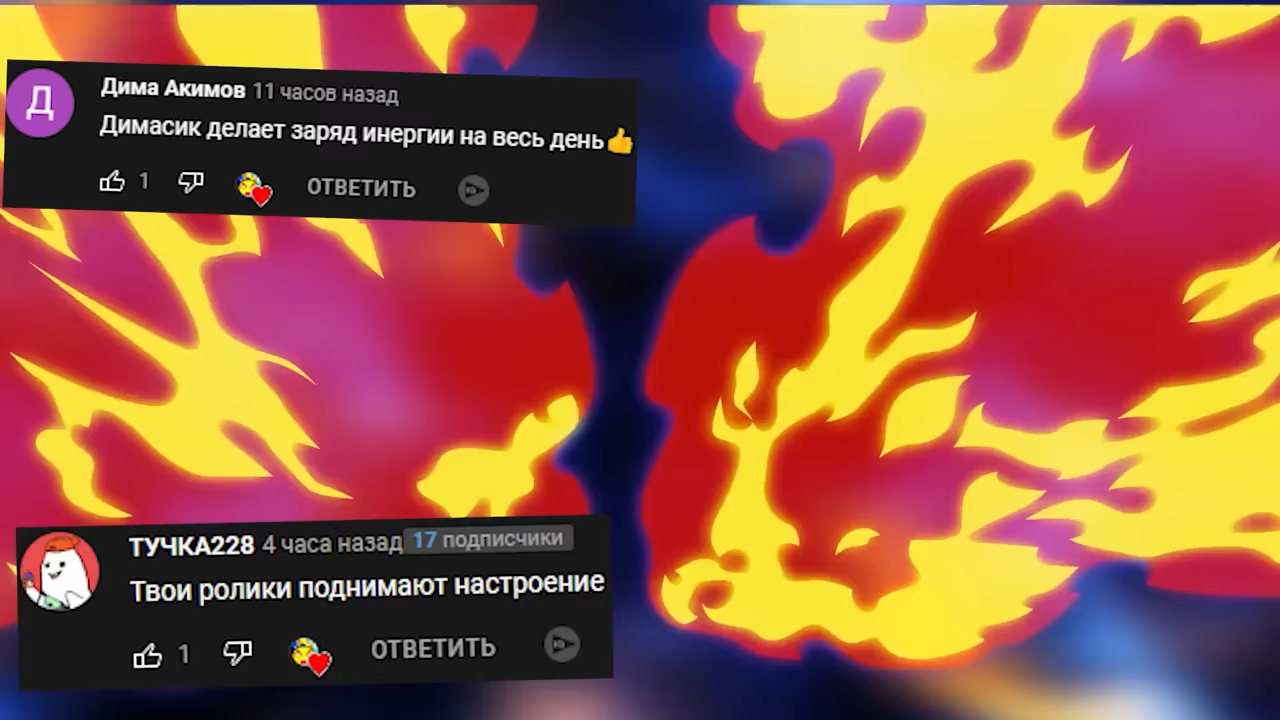 Д
Дима Акимов 11 часов назад
Димасик делает заряд инергии на весь день👍
1 ОТВЕТИТЬ
ТУЧКА228 4 часа назад 17 подписчики
Твои ролики поднимают настроение
1 ОТВЕТИТЬ